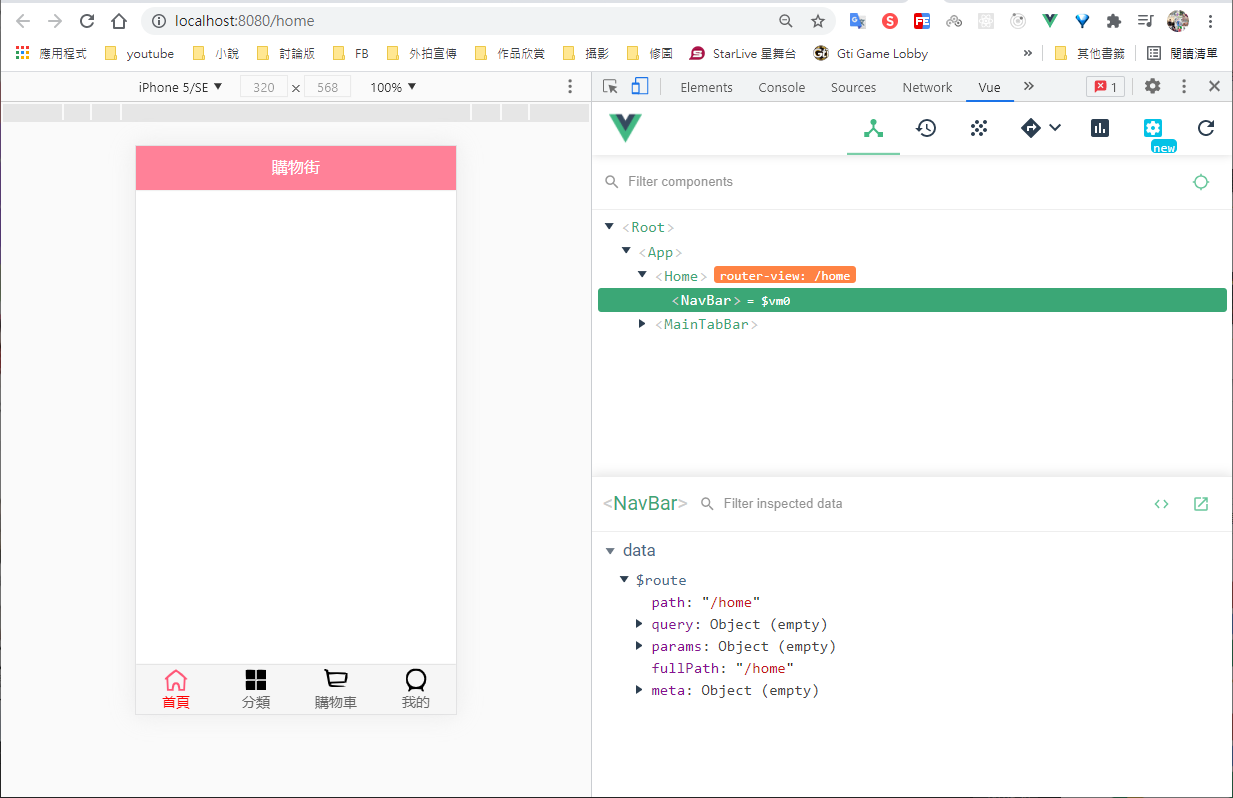 localhost:8080/home
應用程式 youtube 小說 討論版 FB 外拍宣傳 作品欣賞 攝影 修圖 StarLive 星舞台 Gti Game Lobby » 其他書籤 閱讀清單
iPhone 5/SE ▼ 320 × 568 100% ▼
Elements Console Sources Network Vue » 1
new
購物街
Filter components
<Root>
<App>
<Home> router-view: /home
<NavBar> = $vm0
<MainTabBar>
<NavBar> Filter inspected data
data
$route
path: "/home"
query: Object (empty)
params: Object (empty)
fullPath: "/home"
meta: Object (empty)
首頁 分類 購物車 我的